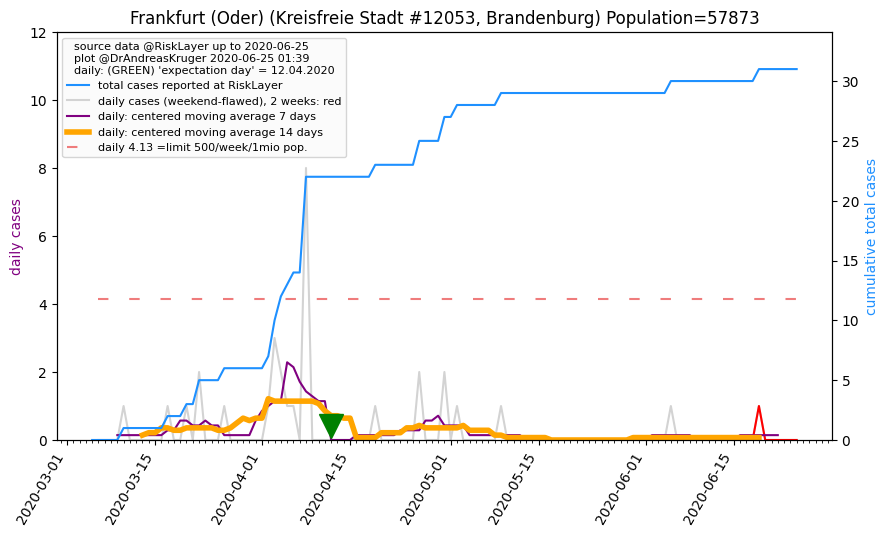 Frankfurt (Oder) (Kreisfreie Stadt #12053, Brandenburg) Population=57873
source data @RiskLayer up to 2020-06-25
plot @DrAndreasKruger 2020-06-25 01:39
daily: (GREEN) 'expectation day' = 12.04.2020
total cases reported at RiskLayer
daily cases (weekend-flawed), 2 weeks: red
daily: centered moving average 7 days
daily: centered moving average 14 days
daily 4.13 =limit 500/week/1mio pop.
daily cases
12
10
8
6
4
2
0
cumulative total cases
30
25
20
15
10
5
0
2020-03-01
2020-03-15
2020-04-01
2020-04-15
2020-05-01
2020-05-15
2020-06-01
2020-06-15